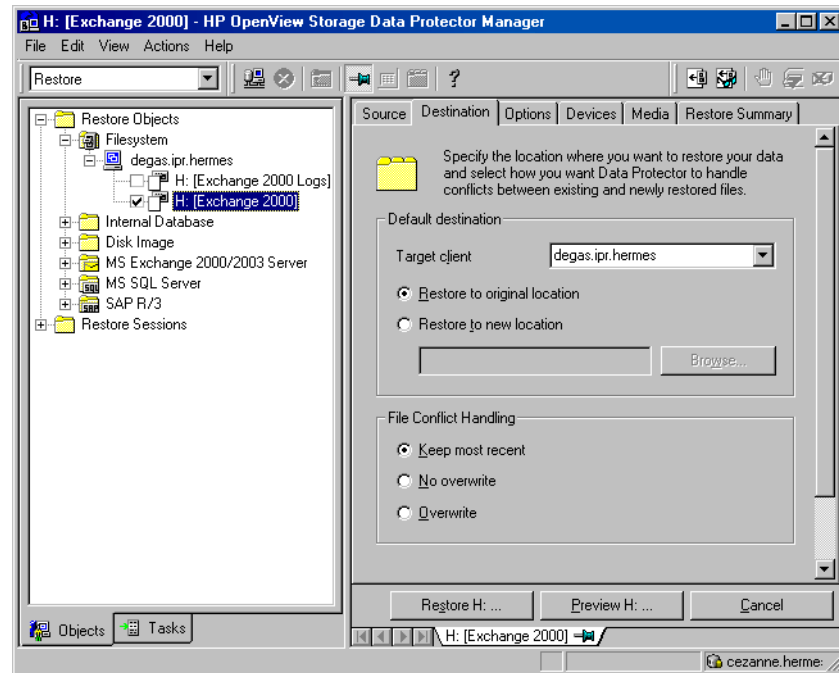 H: [Exchange 2000] - HP OpenView Storage Data Protector Manager
File Edit View Actions Help
Restore
Restore Objects
Filesystem
degas.ipr.hermes
H: [Exchange 2000 Logs]
H: [Exchange 2000]
Internal Database
Disk Image
MS Exchange 2000/2003 Server
MS SQL Server
SAP R/3
Restore Sessions
Objects Tasks
Source Destination Options Devices Media Restore Summary
Specify the location where you want to restore your data
and select how you want Data Protector to handle
conflicts between existing and newly restored files.
Default destination
Target client degas.ipr.hermes
Restore to original location
Restore to new location
Browse...
File Conflict Handling
Keep most recent
No overwrite
Overwrite
Restore H: ... Preview H: ... Cancel
H: [Exchange 2000]
cezanne.herme: